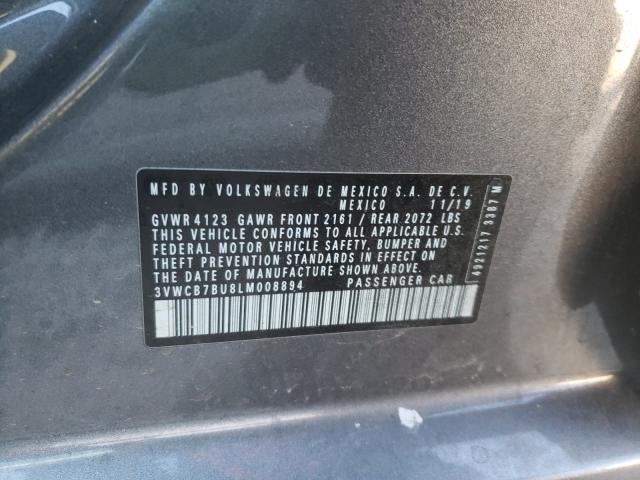 MFD BY VOLKSWAGEN DE MEXICO S.A. DE C.V.
MEXICO 11/19
GVWR 4123 GAWR FRONT 2161 / REAR 2072 LBS
THIS VEHICLE CONFORMS TO ALL APPLICABLE U.S.
FEDERAL MOTOR VEHICLE SAFETY, BUMPER AND
THEFT PREVENTION STANDARDS IN EFFECT ON
THE DATE OF MANUFACTURE SHOWN ABOVE.
3VWCB7BU8LM008894 PASSENGER CAR
4921217 3387 M